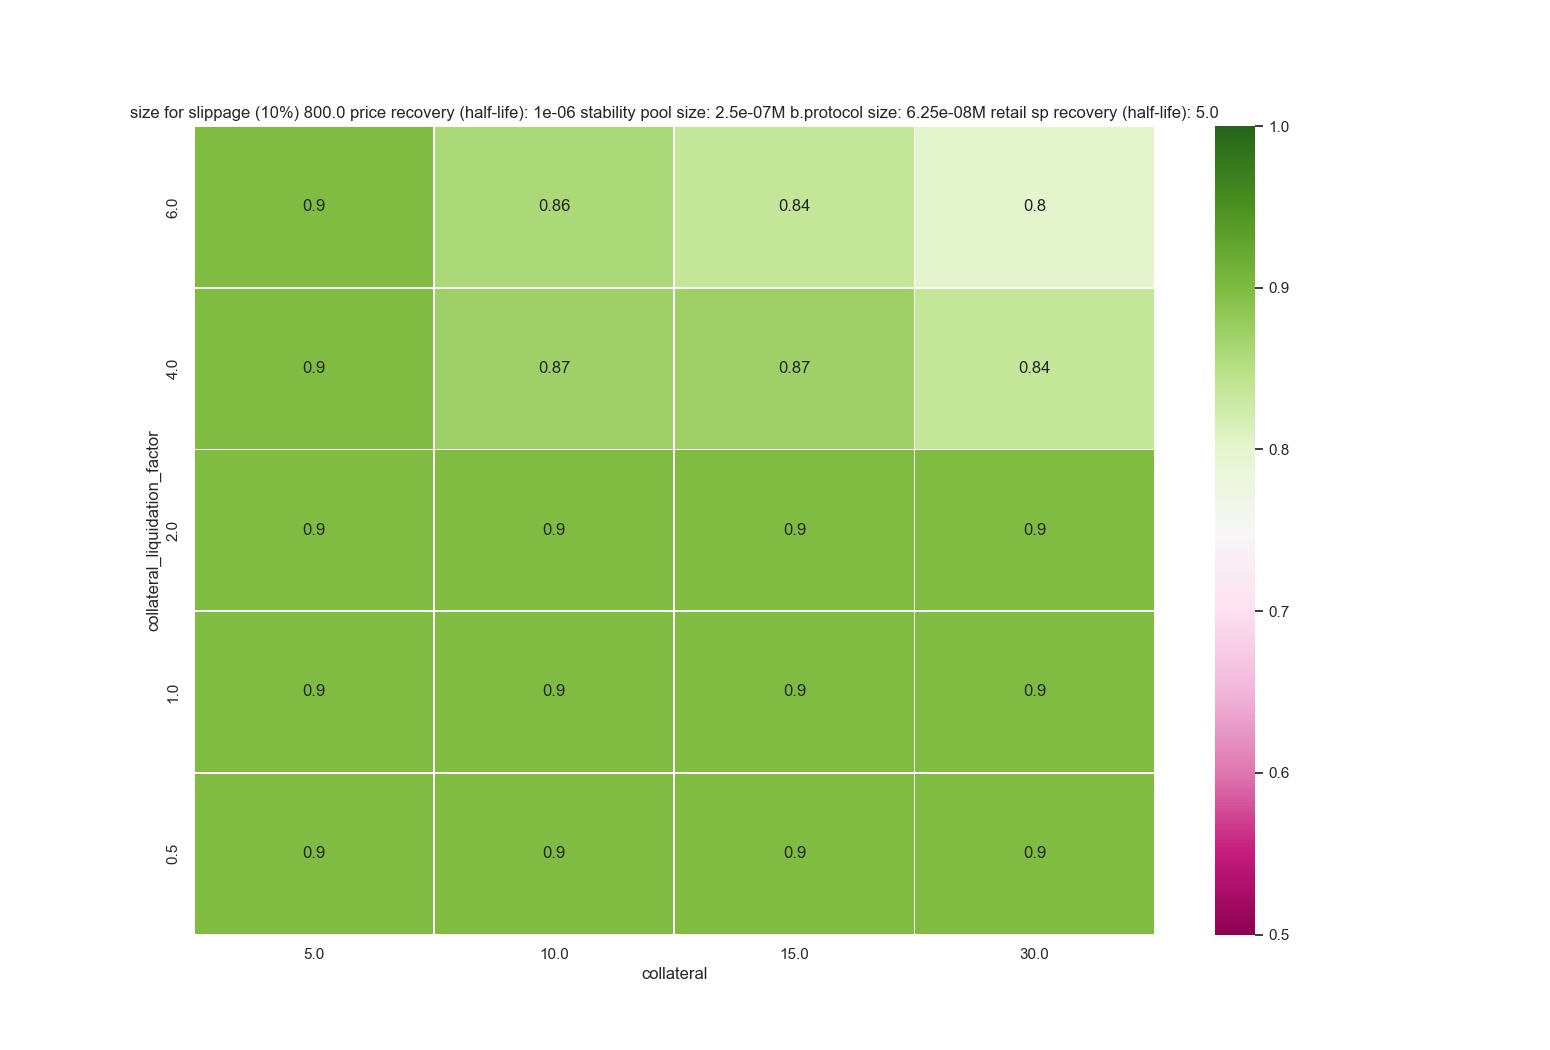 size for slippage (10%) 800.0 price recovery (half-life): 1e-06 stability pool size: 2.5e-07M b.protocol size: 6.25e-08M retail sp recovery (half-life): 5.0
6.0 0.9 0.86 0.84 0.8
4.0 0.9 0.87 0.87 0.84
2.0 0.9 0.9 0.9 0.9
1.0 0.9 0.9 0.9 0.9
0.5 0.9 0.9 0.9 0.9
collateral_liquidation_factor
5.0 10.0 15.0 30.0
collateral
1.0
0.9
0.8
0.7
0.6
0.5